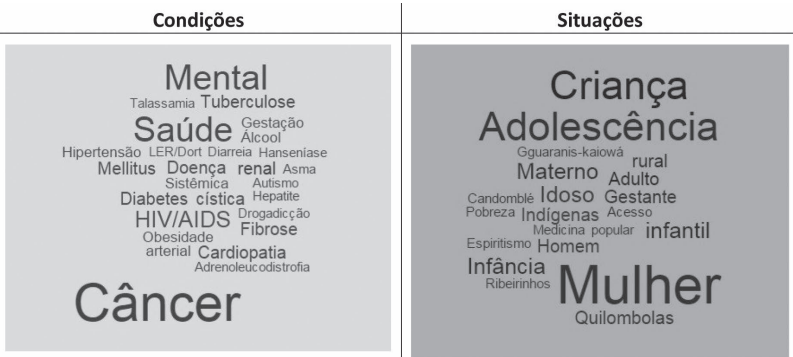 Condições
Situações
Mental
Talassamia Tuberculose
Saúde Gestação
Álcool
Hipertensão LER/Dort Diarreia Hanseníase
Mellitus Doença renal Asma
Sistêmica Autismo
Diabetes cística Hepatite
HIV/AIDS Drogadicção
Fibrose
Obesidade
arterial Cardiopatia
Adrenoleucodistrofia
Câncer
Criança
Adolescência
Gguaranis-kaiowá
rural
Materno
Adulto
Candomblé Idoso Gestante
Pobreza Indígenas Acesso
Medicina popular infantil
Espiritismo Homem
Infância
Ribeirinhos
Mulher
Quilombolas